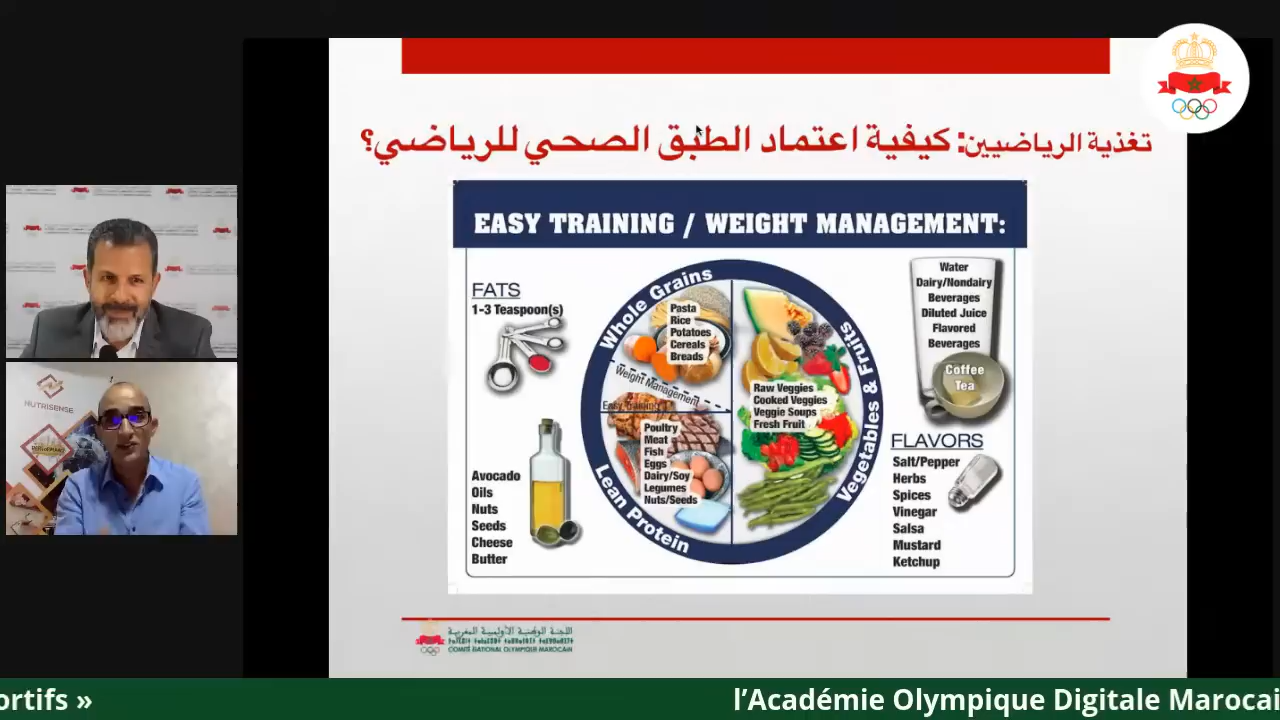 تغذية الرياضيين: كيفية اعتماد الطبق الصحي للرياضي؟
EASY TRAINING / WEIGHT MANAGEMENT:
FATS
1-3 Teaspoon(s)
Avocado
Oils
Nuts
Seeds
Cheese
Butter
Whole Grains
Pasta
Rice
Potatoes
Cereals
Breads
Weight Management
Easy Training
Poultry
Meat
Fish
Eggs
Dairy/Soy
Legumes
Nuts/Seeds
Lean Protein
Raw Veggies
Cooked Veggies
Veggie Soups
Fresh Fruit
Vegetables & Fruits
Water
Dairy/Nondairy
Beverages
Diluted Juice
Flavored
Beverages
Coffee
Tea
FLAVORS
Salt/Pepper
Herbs
Spices
Vinegar
Salsa
Mustard
Ketchup
NUTRISENSE
اللجنة الوطنية الأولمبية المغربية
COMITÉ NATIONAL OLYMPIQUE MAROCAIN
ortifs »
l'Académie Olympique Digitale Marocai